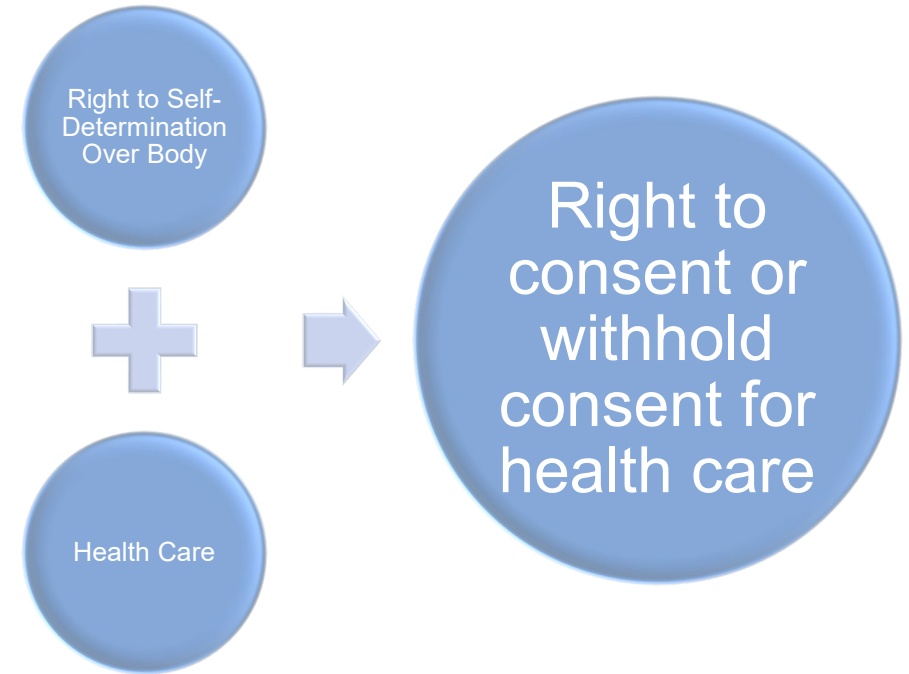 Right to Self-
Determination
Over Body
Health Care
Right to
consent or
withhold
consent for
health care